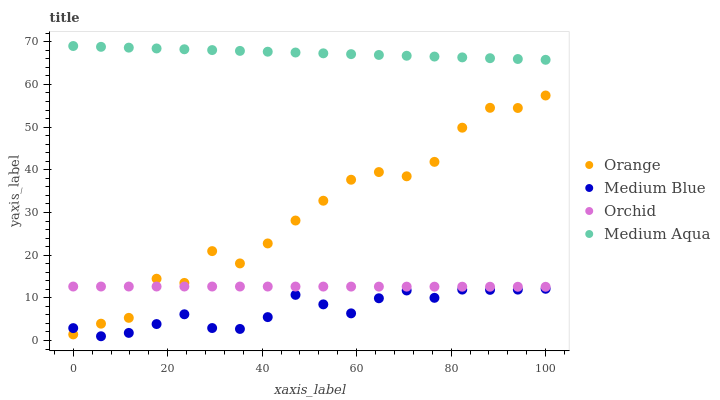 title
yaxis_label
70
60
50
40
30
20
10
0
0
20
40
60
80
100
xaxis_label
Orange
Medium Blue
Orchid
Medium Aqua